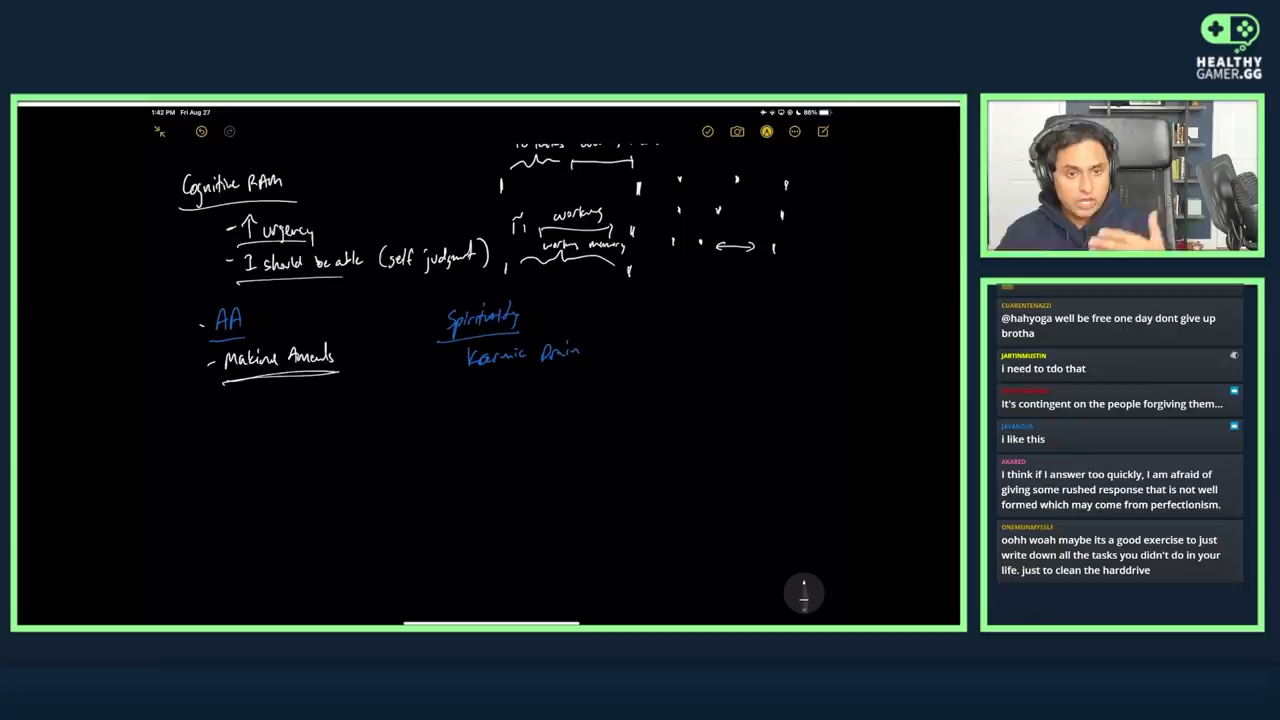 HEALTHY
GAMER.GG
1:42 PM Fri Aug 27
86%
Cognitive RAM
- ↑ urgency
- I should be able (self judgment)
working
working memory
- AA
- Making Amends
Spirituality
Karmic Drain
CUARENTENAZZI
@hahyoga well be free one day dont give up
brotha
JARTINMUSTIN
i need to tdo that
It's contingent on the people forgiving them...
JAVANDUS
i like this
AKARED
I think if I answer too quickly, I am afraid of
giving some rushed response that is not well
formed which may come from perfectionism.
ONEMEINMYSELF
oohh woah maybe its a good exercise to just
write down all the tasks you didn't do in your
life. just to clean the harddrive